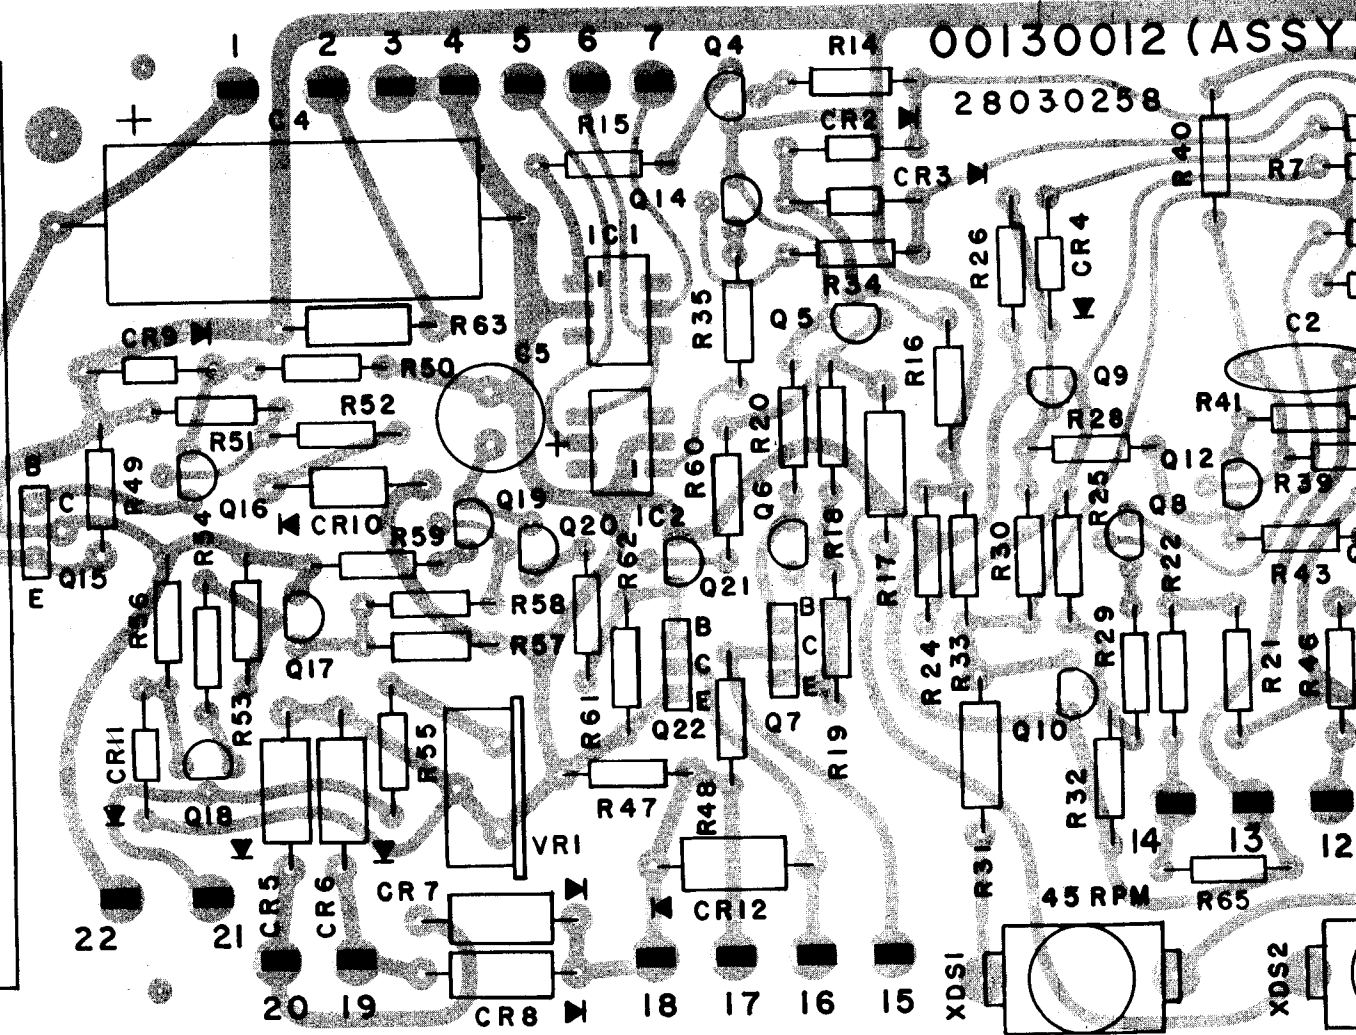 1 2 3 4 5 6 7 Q4 R14 00130012 (ASSY
28030258
+ C4 R15 CR2 R40
CR3 R7
Q14
IC1 R26 CR4
1
R34
R63 R35 Q5 C2
CR9 C5 R16
R50 Q9
R52 R20 R41
R51 + R28
R60 Q12
B 1
C R49 Q16 Q19 Q6 R25 Q8 R39
CR10 Q20 IC2 R18
R54 R59 R62 R30 R22
Q15 Q21 R17 R43
E R58 B
R56 B R29
R57 C C R24 R33 R21 R46
Q17 E E
R53 R61 Q22 Q7 Q10
CR11 R55 R19
R47 R48 R32
Q18 14 13 12
VR1 R31
CR5 CR6 CR7 CR12 45 RPM R65
22 21
XDS1 XDS2
20 19 CR8 18 17 16 15